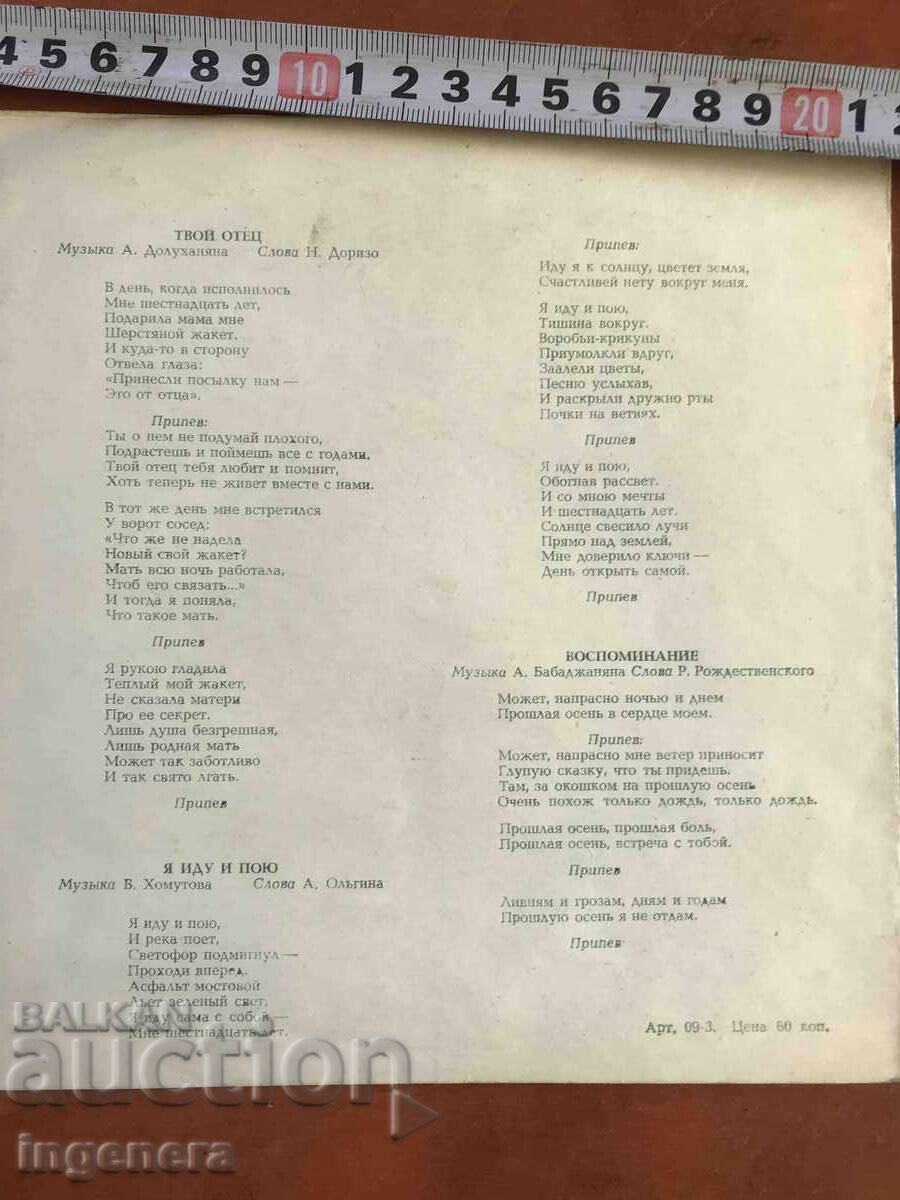 4 5 6 7 8 9 10 1 2 3 4 5 6 7 8 9 20 1
ТВОЙ ОТЕЦ
Музыка А. Долуханяна Слова Н. Доризо
В день, когда исполнилось
Мне шестнадцать лет,
Подарила мама мне
Шерстяной жакет.
И куда-то в сторону
Отвела глаза:
«Принесли посылку нам —
Это от отца».
Припев:
Ты о нем не подумай плохого,
Подрастешь и поймешь все с годами.
Твой отец тебя любит и помнит,
Хоть теперь не живет вместе с нами.
В тот же день мне встретился
У ворот сосед:
«Что же не надела
Новый свой жакет?
Мать всю ночь работала,
Чтоб его связать...»
И тогда я поняла,
Что такое мать.
Припев
Я рукою гладила
Теплый мой жакет,
Не сказала матери
Про ее секрет.
Лишь душа безгрешная,
Лишь родная мать
Может так заботливо
И так свято лгать.
Припев
Я ИДУ И ПОЮ
Музыка В. Хомутова Слова А. Ольгина
Я иду и пою,
И река поет,
Светофор подмигнул —
Проходи вперед.
Асфальт мостовой
Льет зеленый свет.
Я иду сама с собой —
Мне шестнадцать лет.
Припев:
Иду я к солнцу, цветет земля,
Счастливей нету вокруг меня.
Я иду и пою,
Тишина вокруг.
Воробьи-крикуны
Приумолкли вдруг,
Заалели цветы,
Песню услыхав,
И раскрыли дружно рты
Почки на ветвях.
Припев
Я иду и пою,
Обогнав рассвет.
И со мною мечты
И шестнадцать лет.
Солнце свесило лучи
Прямо над землей,
Мне доверило ключи —
День открыть самой.
Припев
ВОСПОМИНАНИЕ
Музыка А. Бабаджаняна Слова Р. Рождественского
Может, напрасно ночью и днем
Прошлая осень в сердце моем.
Припев:
Может, напрасно мне ветер приносит
Глупую сказку, что ты придешь.
Там, за окошком на прошлую осень
Очень похож только дождь, только дождь.
Прошлая осень, прошлая боль,
Прошлая осень, встреча с тобой.
Припев
Ливням и грозам, дням и годам
Прошлую осень я не отдам.
Припев
Арт. 09-3. Цена 60 коп.
BALKAN
auction
ingenera